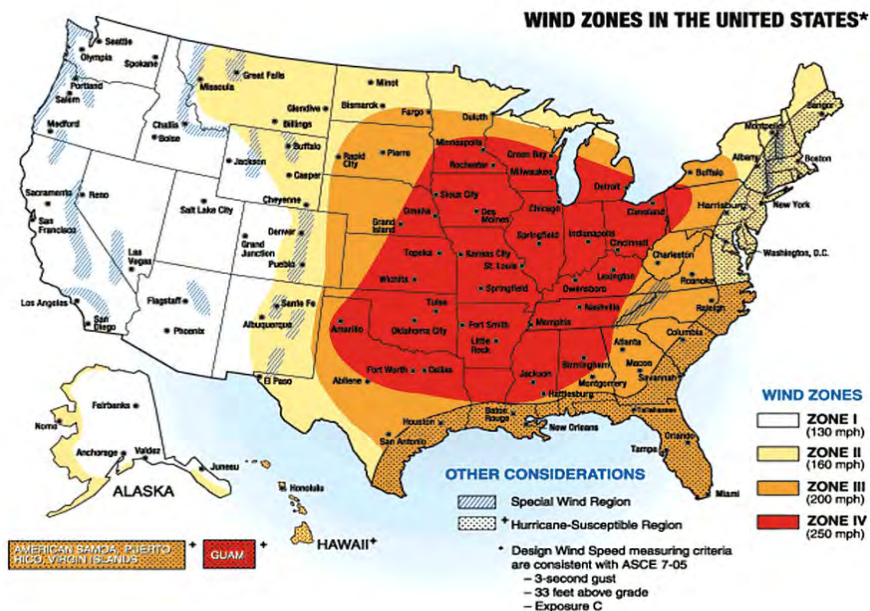 WIND ZONES IN THE UNITED STATES*
Seattle
Olympia
Spokane
Portland
Salem
Medford
Missoula
Great Falls
Glendive
Billings
Minot
Bismarck
Fargo
Duluth
Challis
Boise
Jackson
Buffalo
Casper
Cheyenne
Rapid City
Pierre
Minneapolis
Rochester
Green Bay
Milwaukee
Detroit
Buffalo
Albany
Montpelier
Bangor
Boston
New York
Harrisburg
Washington, D.C.
Sacramento
San Francisco
Reno
Las Vegas
Salt Lake City
Grand Junction
Denver
Pueblo
Grand Island
Omaha
Sioux City
Des Moines
Chicago
Cleveland
Springfield
Indianapolis
Cincinnati
Charleston
Roanoke
Raleigh
Topeka
Kansas City
St. Louis
Lexington
Owensboro
Wichita
Springfield
Nashville
Los Angeles
San Diego
Flagstaff
Phoenix
Santa Fe
Albuquerque
El Paso
Amarillo
Tulsa
Oklahoma City
Fort Smith
Little Rock
Memphis
Columbia
Atlanta
Macon
Savannah
Birmingham
Montgomery
Jackson
Hattiesburg
Fort Worth
Dallas
Abilene
Houston
San Antonio
Baton Rouge
New Orleans
Tallahassee
Orlando
Tampa
Miami
Fairbanks
Nome
Anchorage
Valdez
Juneau
ALASKA
Honolulu
HAWAII+
AMERICAN SAMOA, PUERTO RICO, VIRGIN ISLANDS +
GUAM +
OTHER CONSIDERATIONS
Special Wind Region
+ Hurricane-Susceptible Region
* Design Wind Speed measuring criteria
are consistent with ASCE 7-05
– 3-second gust
– 33 feet above grade
– Exposure C
WIND ZONES
ZONE I
(130 mph)
ZONE II
(160 mph)
ZONE III
(200 mph)
ZONE IV
(250 mph)